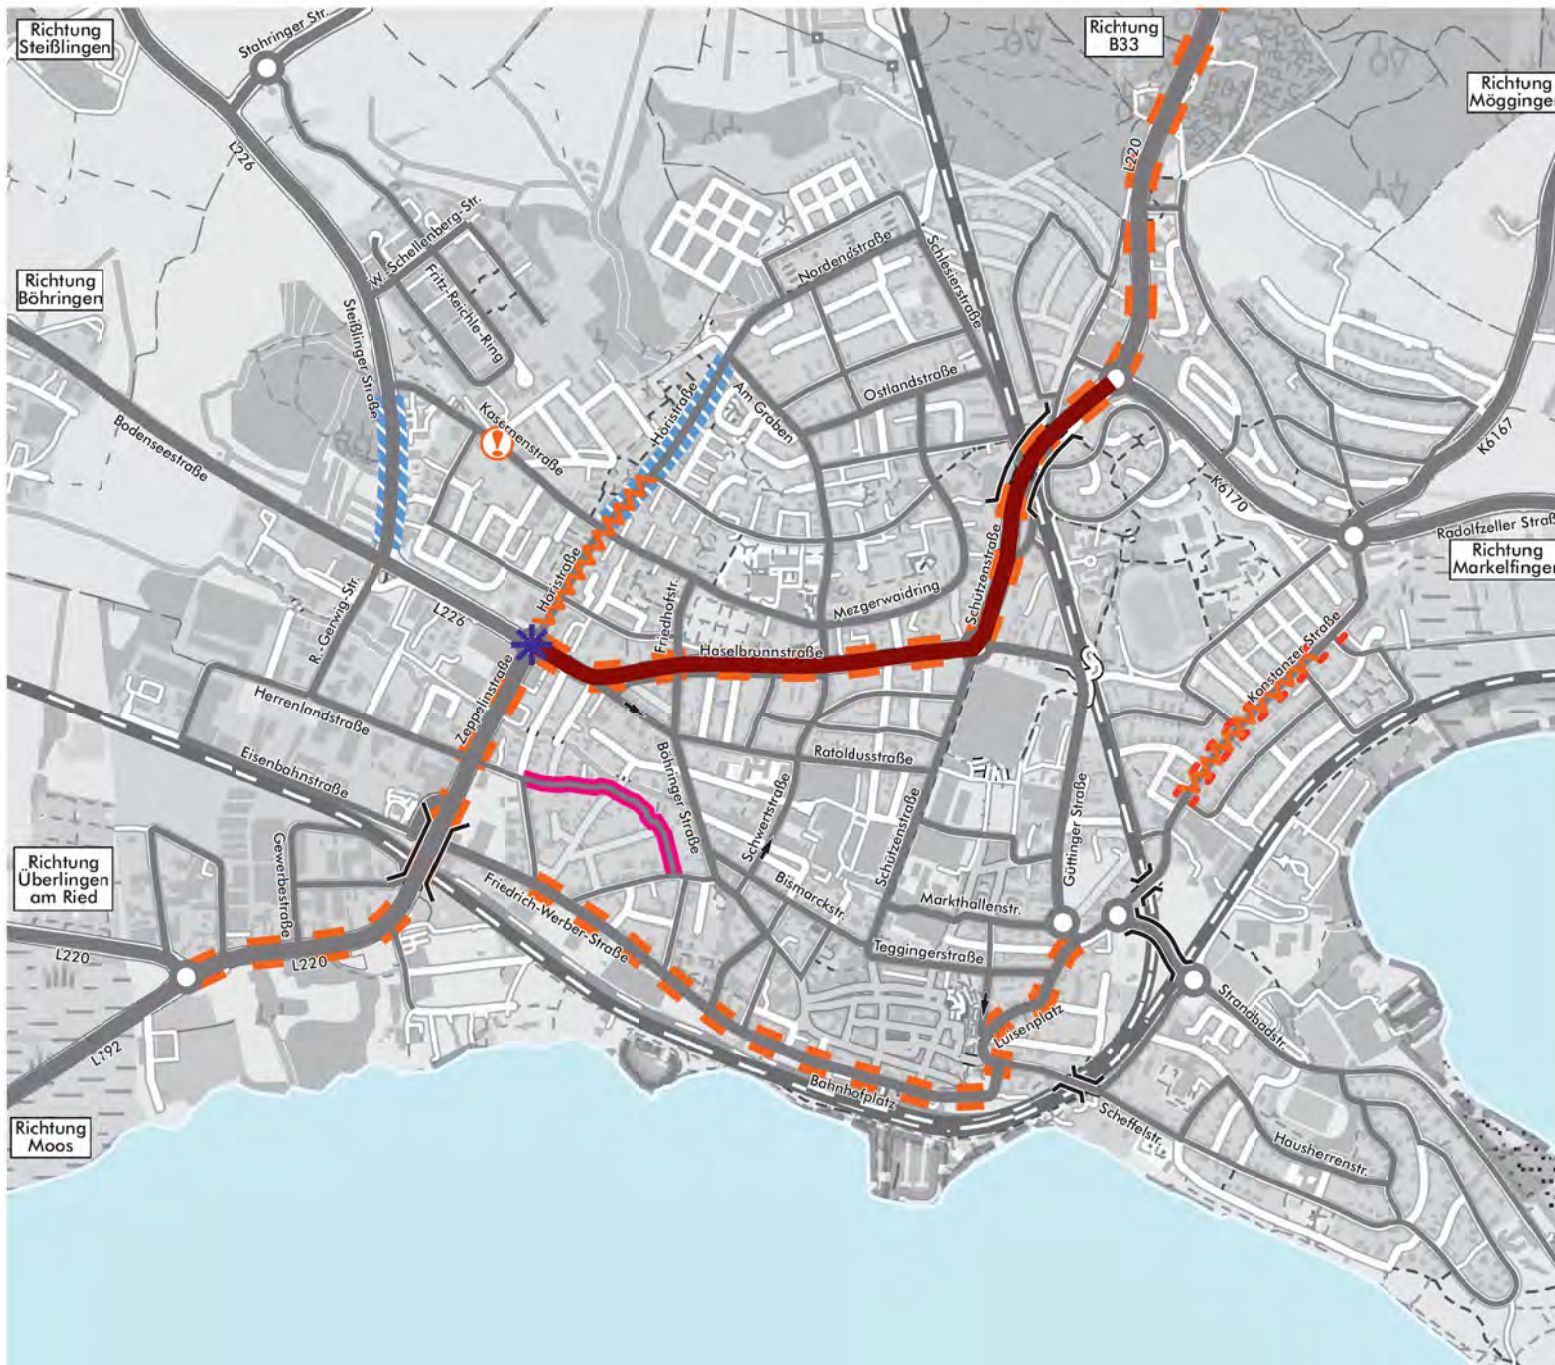 Richtung
Steißlingen
Stahringer Str.
Richtung
B33
Richtung
Möggingen
L226
L220
W.-Schellenberg-Str.
Fritz-Reichle-Ring
Nordendstraße
Schlesierstraße
Richtung
Böhringen
Steißlinger Straße
Bodenseestraße
Kasernenstraße
Höristraße
Am Graben
Ostlandstraße
K6167
K6170
Radolfzeller Straß
Richtung
Markelfingen
Höristraße
Friedhofstr.
Mezgerwaidring
Schützenstraße
L226
R.-Gerwig-Str.
Haselbrunnstraße
Konstanzer Straße
Zeppelinstraße
Herrenlandstraße
Eisenbahnstraße
Böhringer Straße
Ratoldusstraße
Schwertstraße
Schützenstraße
Güttinger Straße
Richtung
Überlingen
am Ried
Gewerbestraße
Friedrich-Werber-Straße
Bismarckstr.
Markthallenstr.
Teggingerstraße
L220
L220
L192
Luisenplatz
Strandbadstr.
Bahnhofplatz
Scheffelstr.
Hausherrenstr.
Richtung
Moos